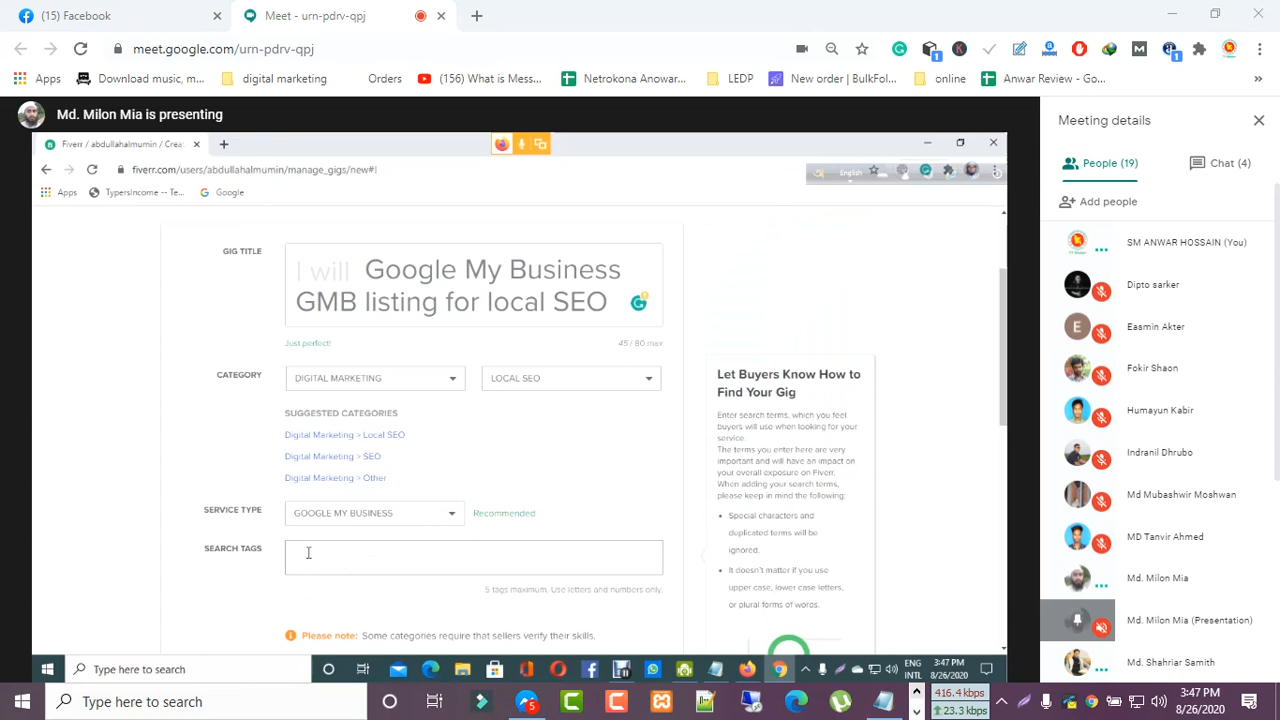 (15) Facebook
Meet - urn-pdrv-qpj
meet.google.com/urn-pdrv-qpj
Apps
Download music, m...
digital marketing
Orders
(156) What is Mess...
Netrokona Anowar...
LEDP
New order | BulkFol...
online
Anwar Review - Go...
»
Md. Milon Mia is presenting
Fiverr / abdullahalmumin / Crea
fiverr.com/users/abdullahalmumin/manage_gigs/new#!
English
Apps
TypersIncome -- Te...
Google
GIG TITLE
I will Google My Business
GMB listing for local SEO
Just perfect!
45 / 80 max
CATEGORY
DIGITAL MARKETING
LOCAL SEO
SUGGESTED CATEGORIES
Digital Marketing > Local SEO
Digital Marketing > SEO
Digital Marketing > Other
SERVICE TYPE
GOOGLE MY BUSINESS
Recommended
SEARCH TAGS
5 tags maximum. Use letters and numbers only.
Please note: Some categories require that sellers verify their skills.
Let Buyers Know How to
Find Your Gig
Enter search terms, which you feel
buyers will use when looking for your
service.
The terms you enter here are very
important and will have an impact on
your overall exposure on Fiverr.
When adding your search terms,
please keep in mind the following:
• Special characters and
duplicated terms will be
ignored.
• It doesn't matter if you use
upper case, lower case letters,
or plural forms of words.
Type here to search
ENG
INTL
3:47 PM
8/26/2020
Meeting details
People (19)
Chat (4)
Add people
SM ANWAR HOSSAIN (You)
Dipto sarker
E
Easmin Akter
Fokir Shaon
Humayun Kabir
Indranil Dhrubo
Md Mubashwir Moshwan
MD Tanvir Ahmed
Md. Milon Mia
Md. Milon Mia (Presentation)
Md. Shahriar Samith
Type here to search
5
416.4 kbps
23.3 kbps
3:47 PM
8/26/2020